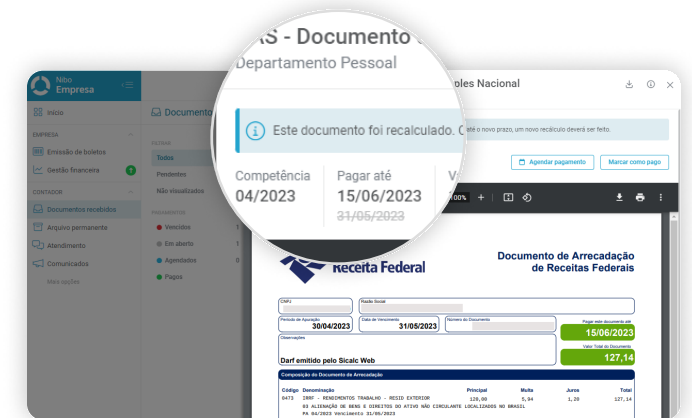 Nibo
Empresa
Início
EMPRESA
Emissão de boletos
Gestão financeira
CONTADOR
Documentos recebidos
Arquivo permanente
Atendimento
Comunicados
Mais opções
Documento
Todos
Pendentes
Não visualizados
PAGAMENTOS
Vencidos 1
Em aberto 1
Agendados 0
Pagos
AS - Documento
Departamento Pessoal
Este documento foi recalculado.
Competência
04/2023
Pagar até
15/06/2023
31/05/2023
ples Nacional
até o novo prazo, um novo recálculo deverá ser feito.
Agendar pagamento
Marcar como pago
100%
Receita Federal
Documento de Arrecadação
de Receitas Federais
CNPJ
Razão Social
Período de Apuração
30/04/2023
Data de Vencimento
31/05/2023
Número do Documento
Pagar este documento até
15/06/2023
Observações
Darf emitido pelo Sicalc Web
Valor Total do Documento
127,14
Composição do Documento de Arrecadação
Código Denominação Principal Multa Juros Total
0473 IRRF - RENDIMENTOS TRABALHO - RESID EXTERIOR 120,00 5,94 1,20 127,14
03 ALIENAÇÃO DE BENS E DIREITOS DO ATIVO NÃO CIRCULANTE LOCALIZADOS NO BRASIL
PA 04/2023 Vencimento 31/05/2023